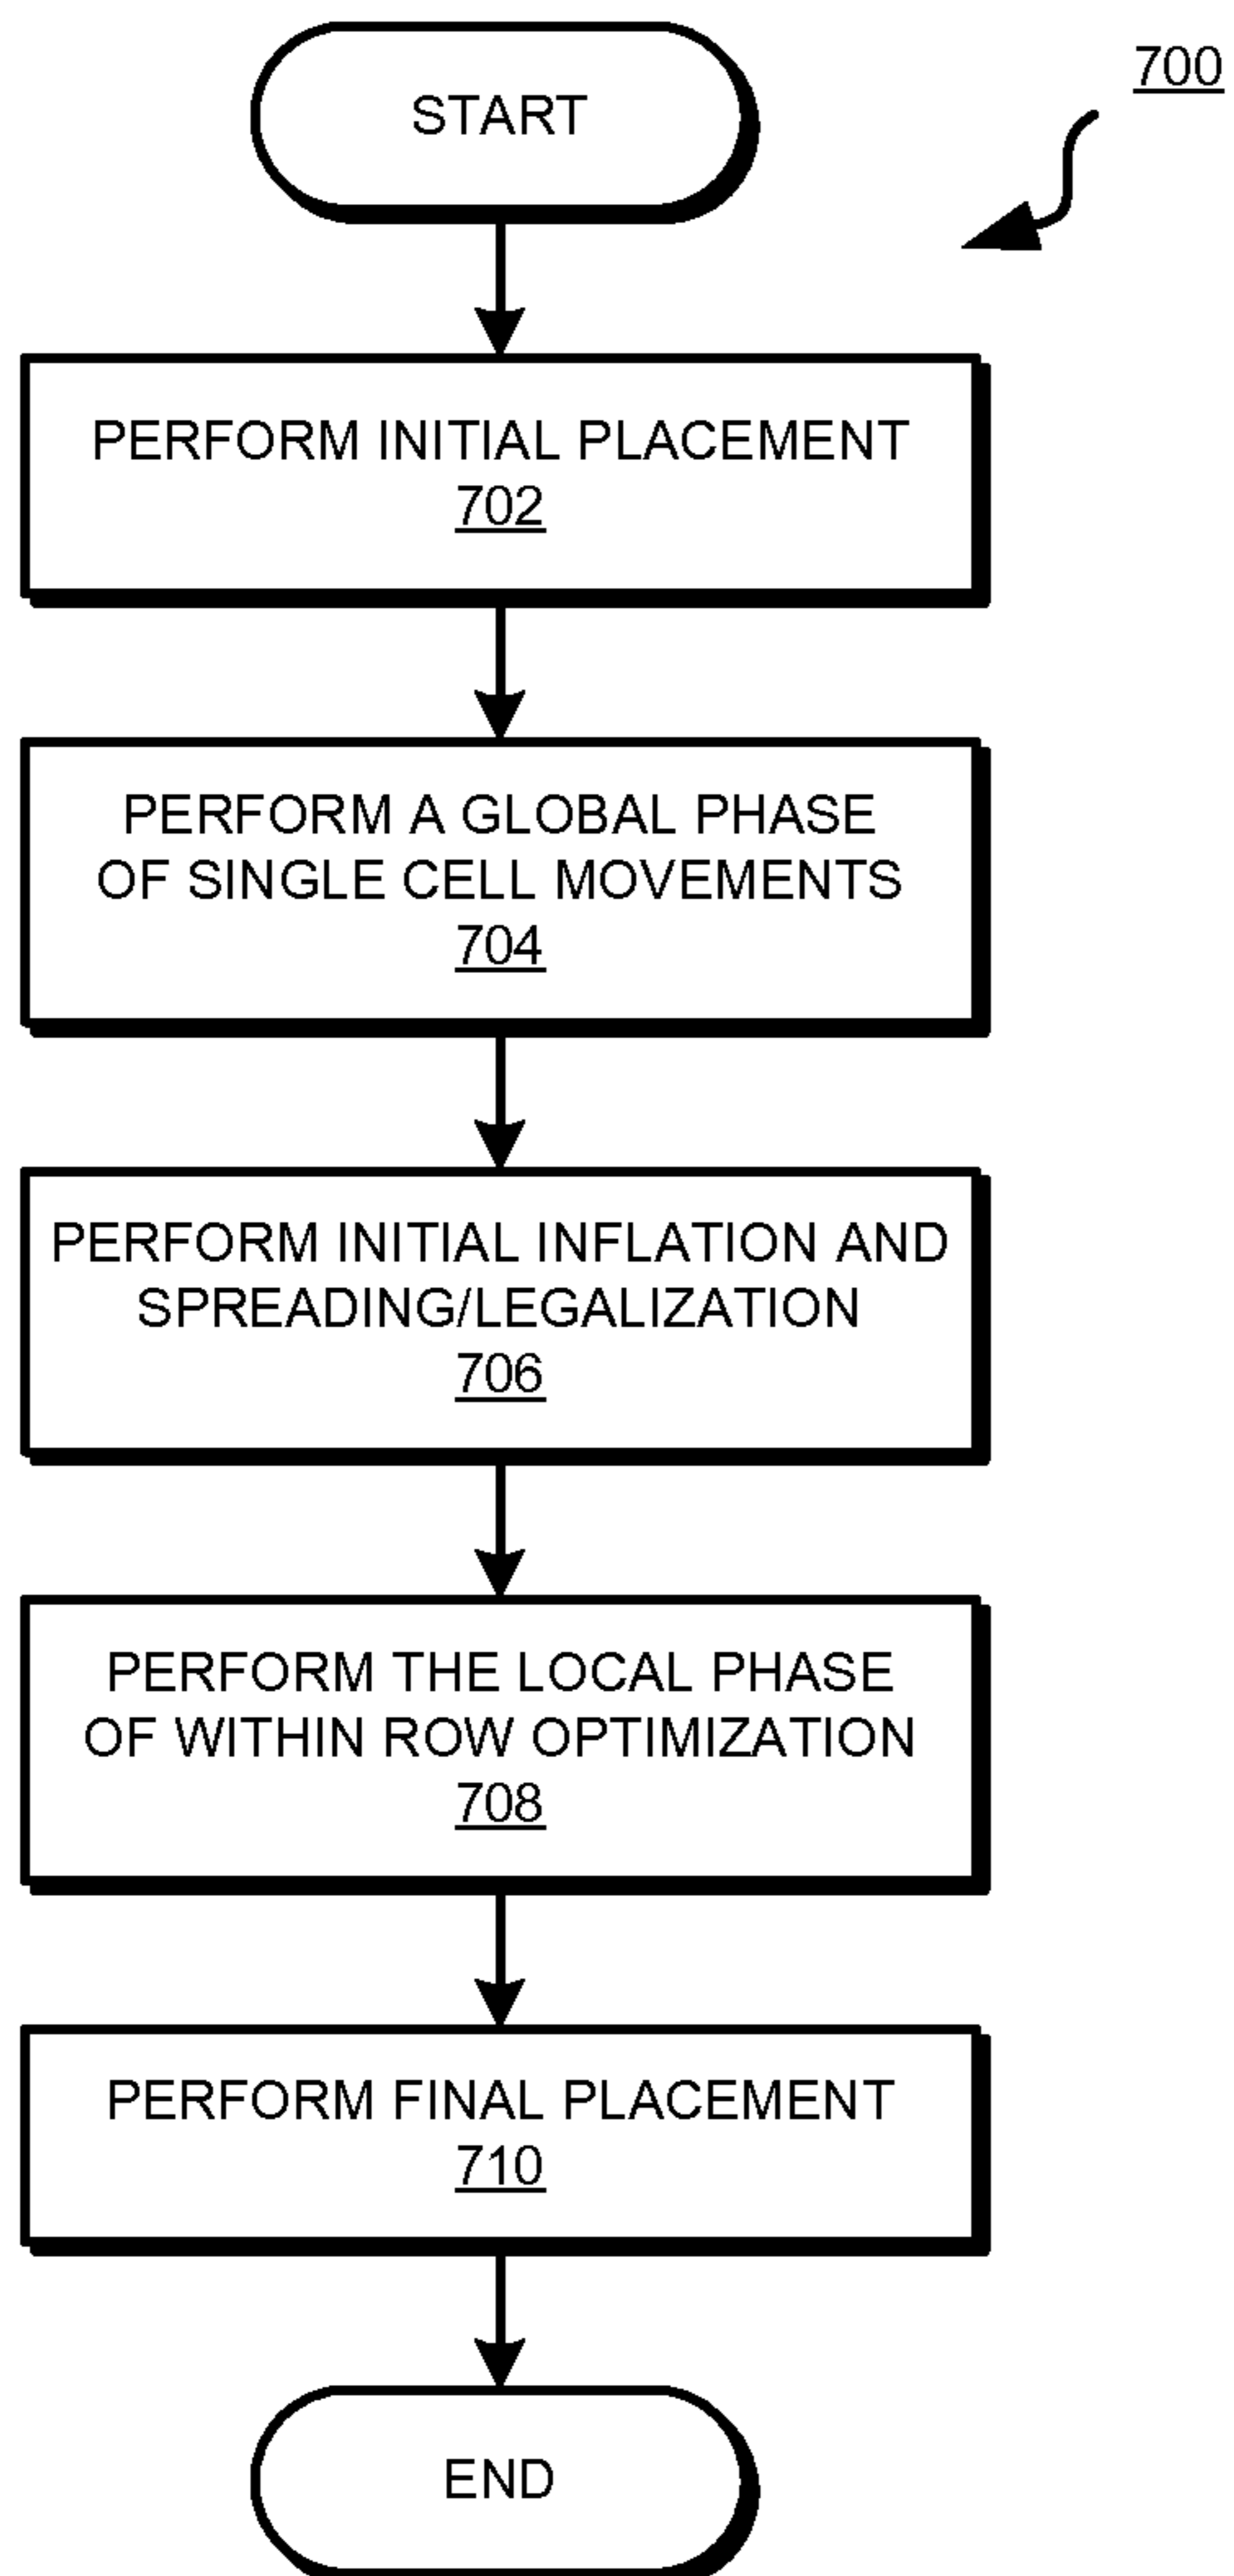 START
700
PERFORM INITIAL PLACEMENT
702
PERFORM A GLOBAL PHASE
OF SINGLE CELL MOVEMENTS
704
PERFORM INITIAL INFLATION AND
SPREADING/LEGALIZATION
706
PERFORM THE LOCAL PHASE
OF WITHIN ROW OPTIMIZATION
708
PERFORM FINAL PLACEMENT
710
END